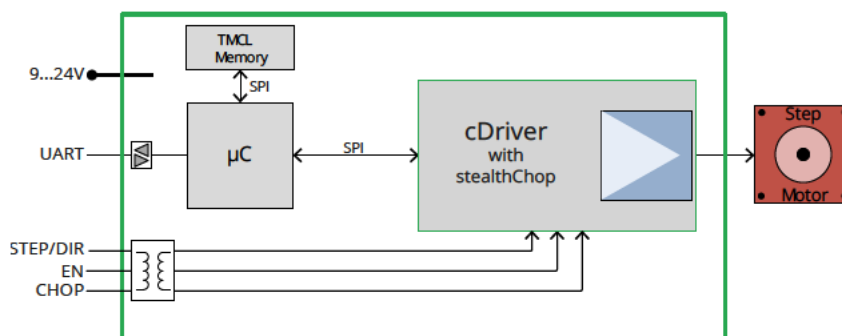 TMCL
Memory
9...24V
SPI
UART
µC
SPI
cDriver
with
stealthChop
Step
Motor
STEP/DIR
EN
CHOP